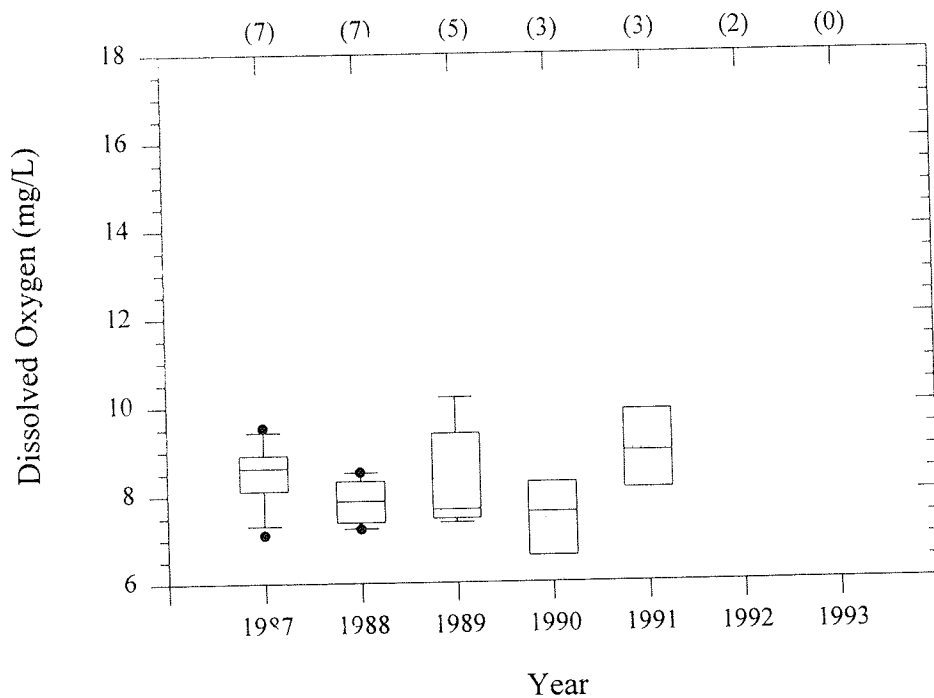 (7) (7) (5) (3) (3) (2) (0)
18
16
14
12
10
8
6
Dissolved Oxygen (mg/L)
1987 1988 1989 1990 1991 1992 1993
Year